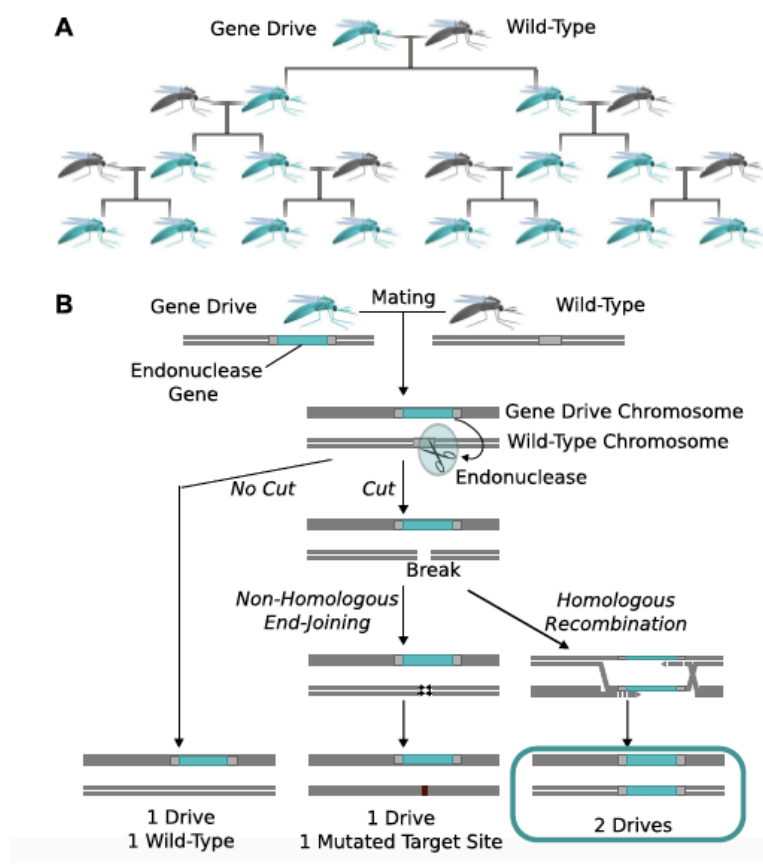 A
Gene Drive
Wild-Type
B
Gene Drive
Mating
Wild-Type
Endonuclease
Gene
Gene Drive Chromosome
Wild-Type Chromosome
Endonuclease
No Cut
Cut
Break
Non-Homologous
End-Joining
Homologous
Recombination
1 Drive
1 Wild-Type
1 Drive
1 Mutated Target Site
2 Drives